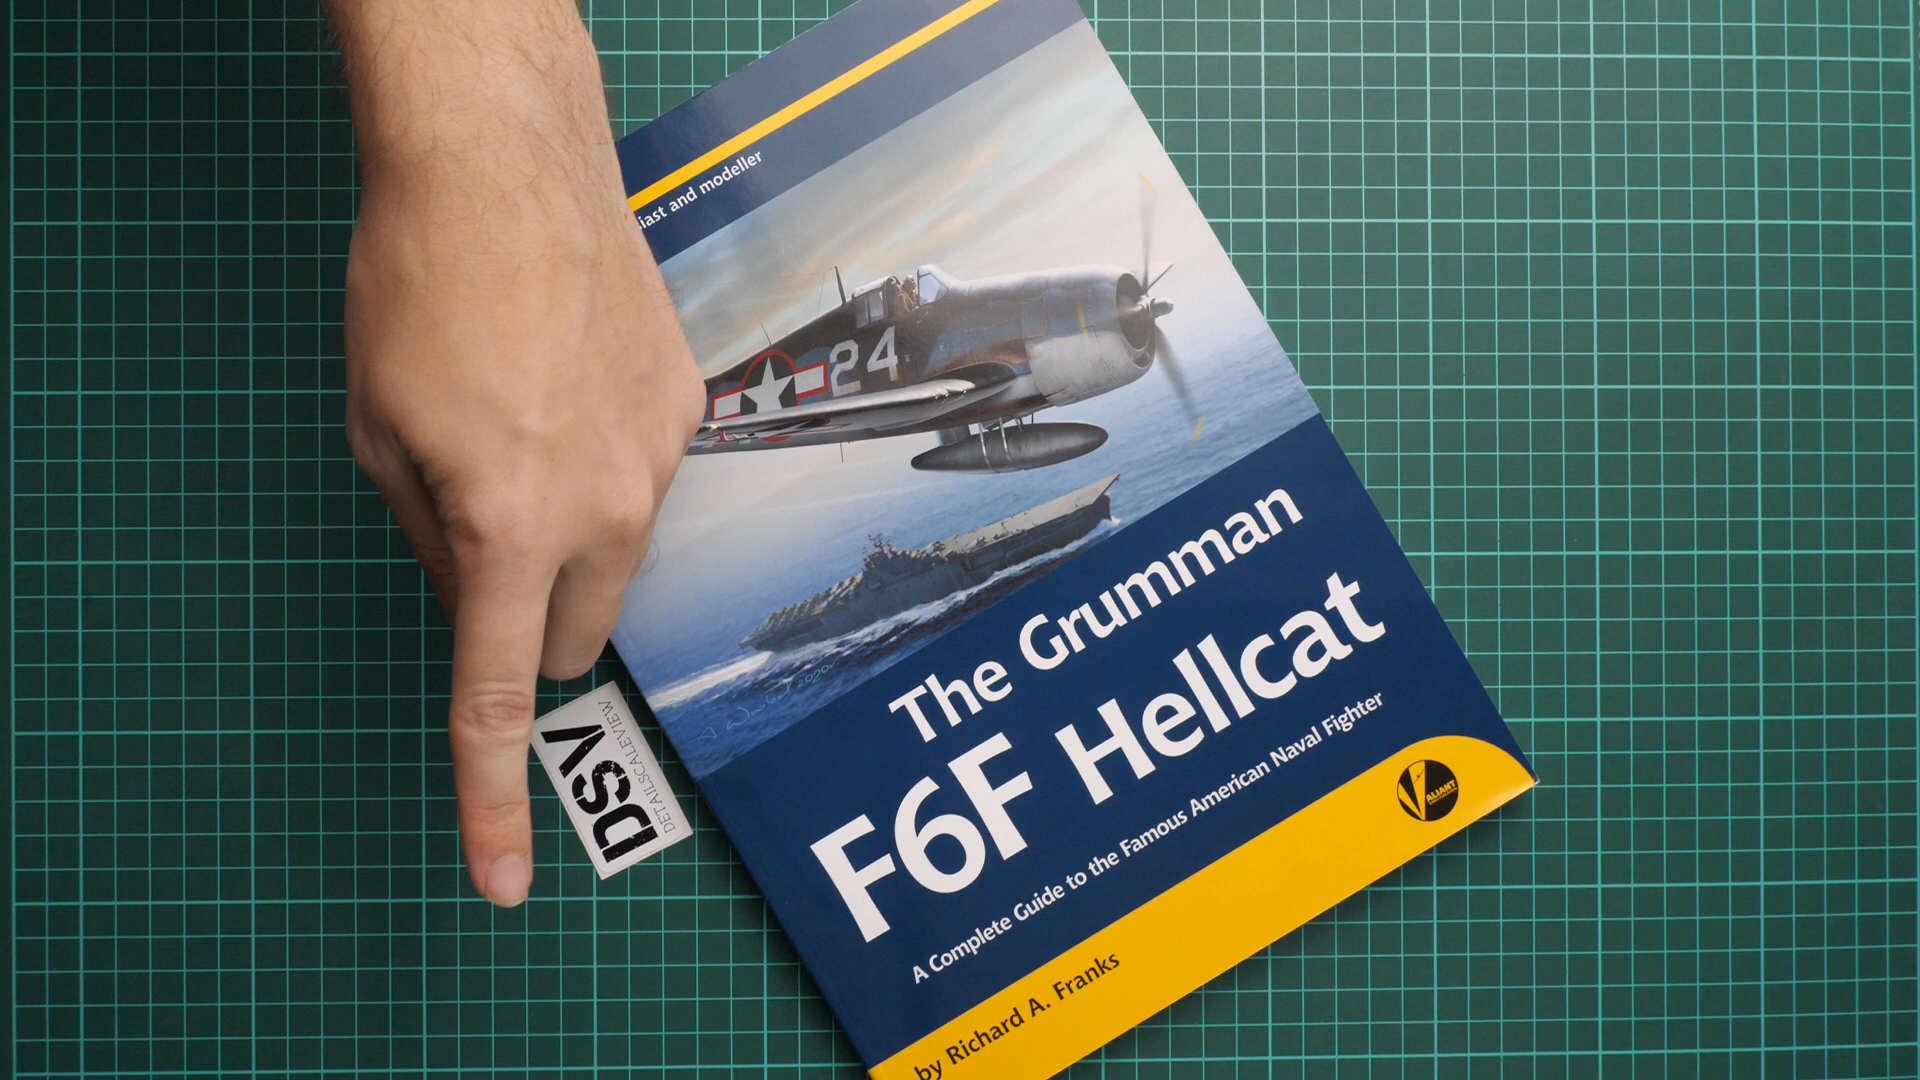 iast and modeller
24
The Grumman
F6F Hellcat
A Complete Guide to the Famous American Naval Fighter
VALIANT
by Richard A. Franks
DSV
DETAILSCALEVIEW